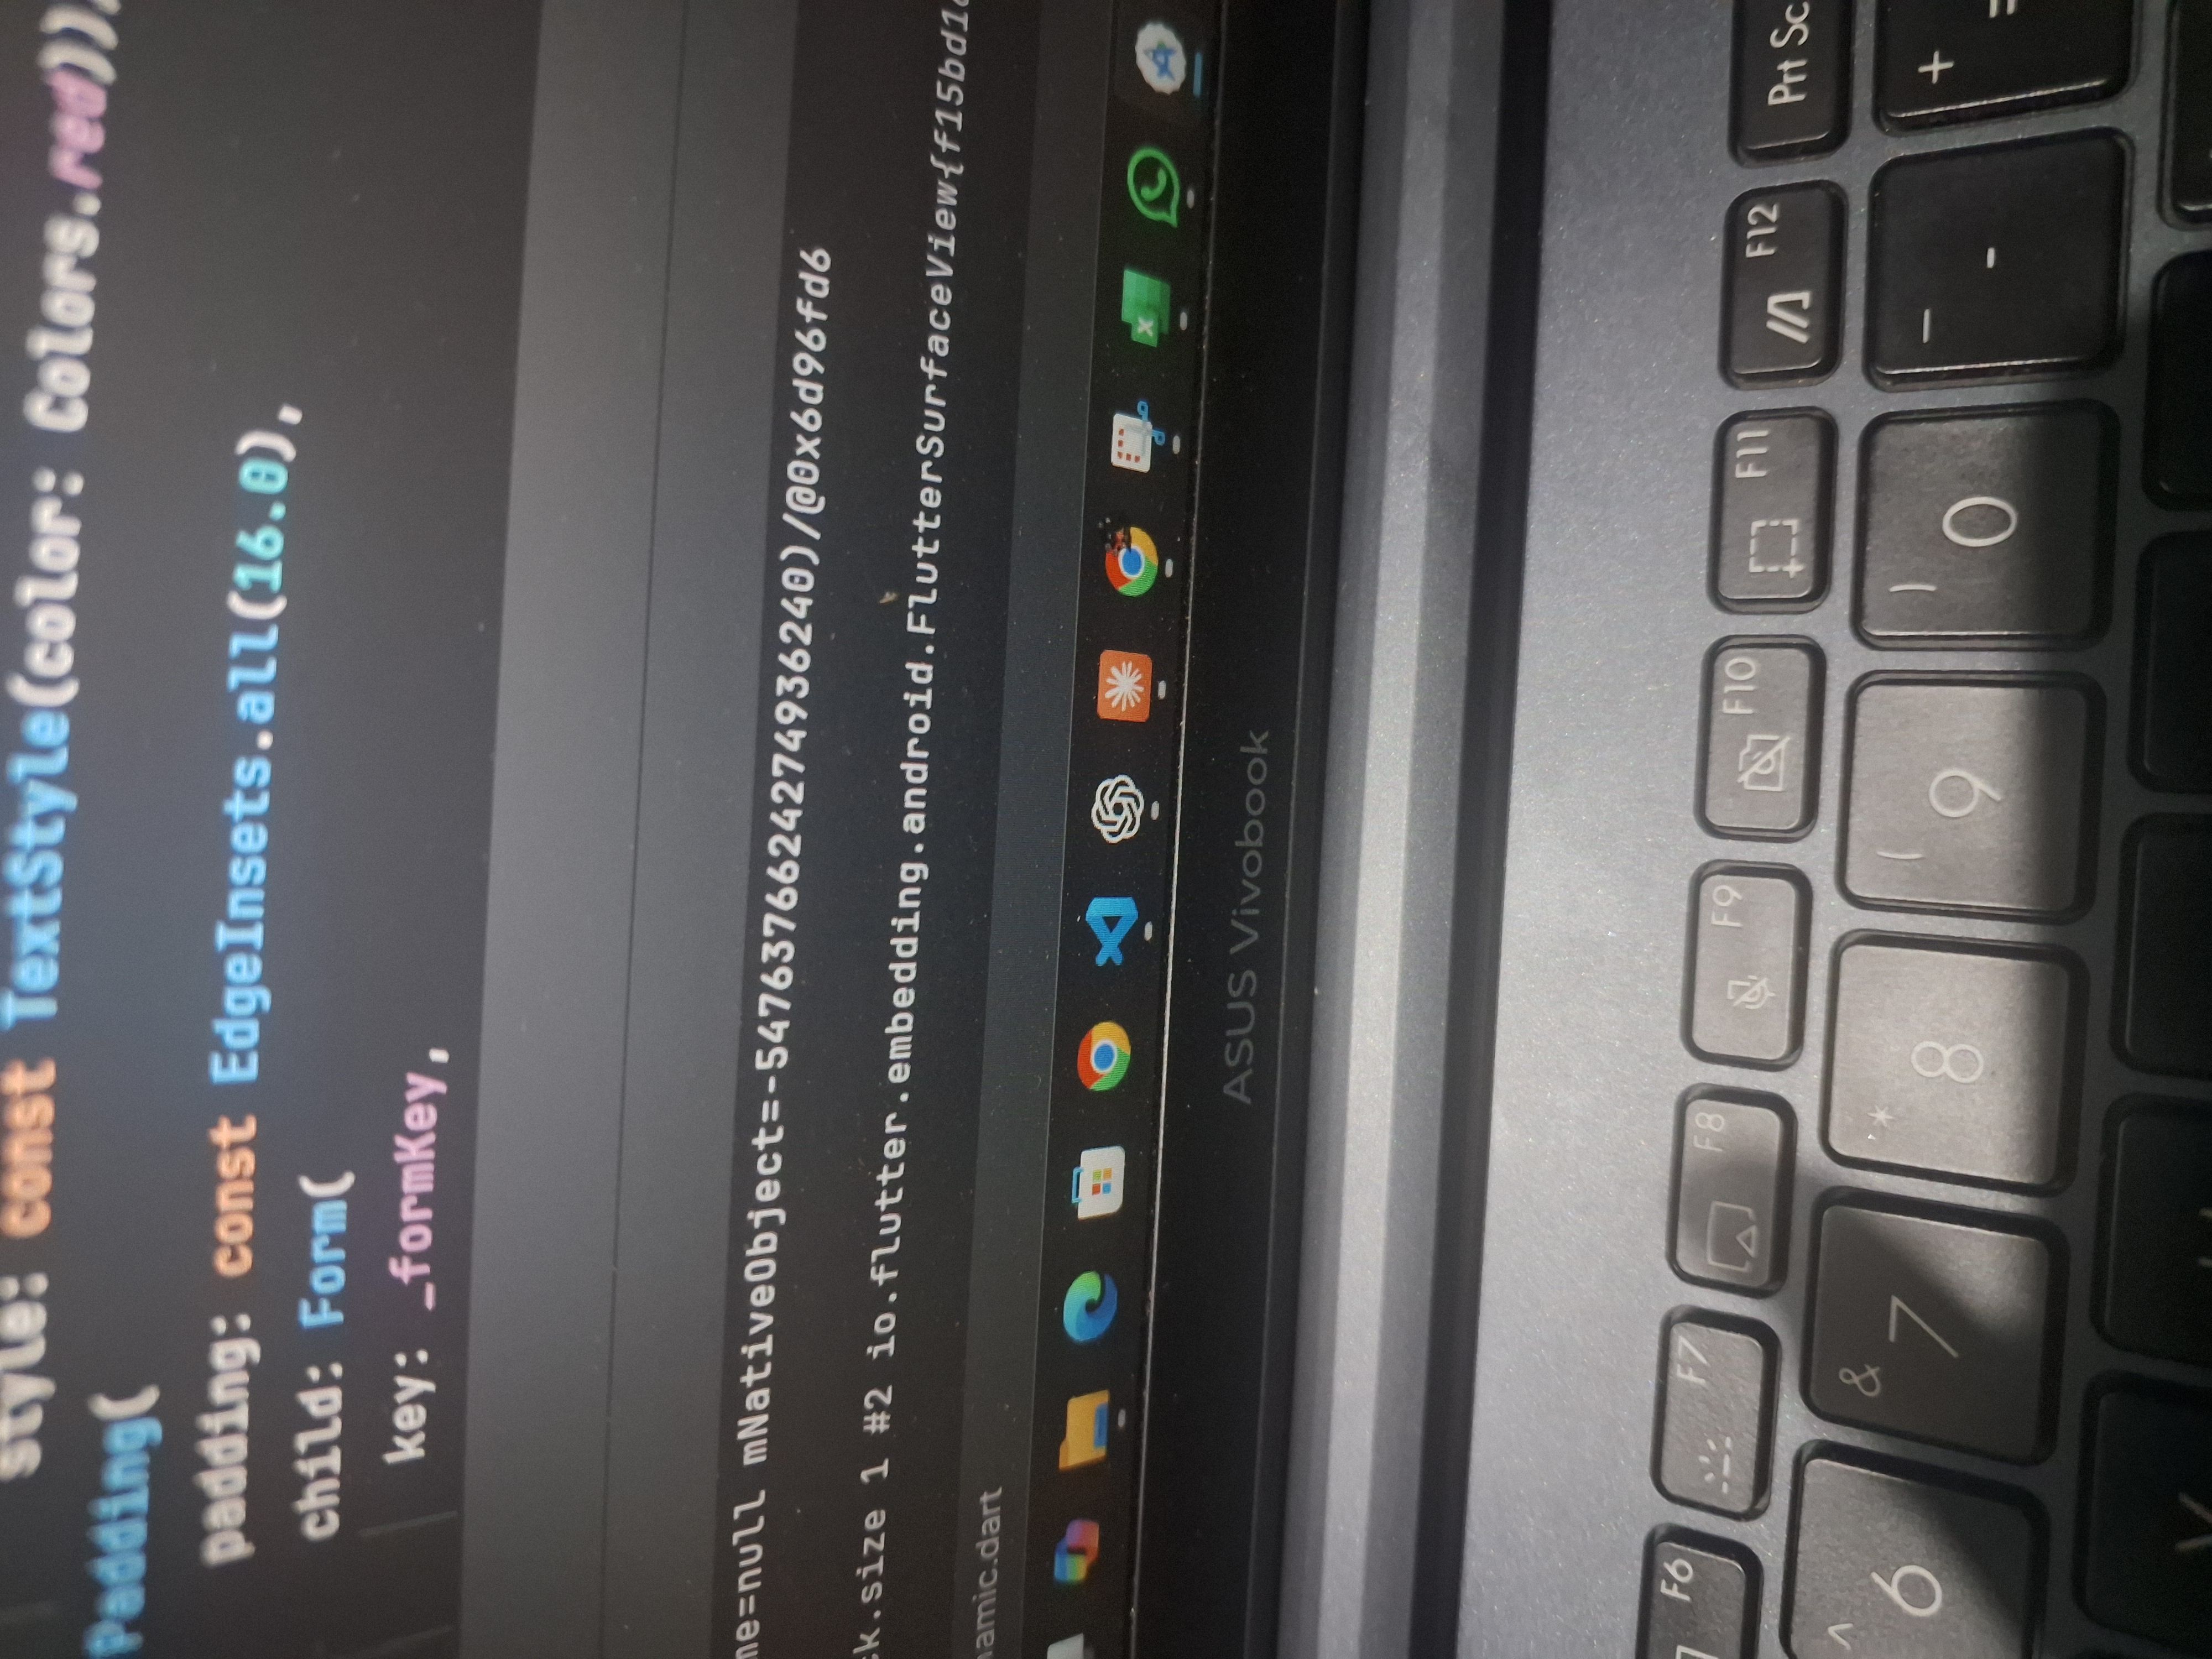 style: const TextStyle(color: Colors.red)),
Padding(
padding: const EdgeInsets.all(16.0),
child: Form(
key: _formKey,
me=null mNativeObject=-5476376624274936240)/@0x6d96fd6
ck.size 1 #2 io.flutter.embedding.android.FlutterSurfaceView{f15bd1
namic.dart
ASUS Vivobook
F6 F7 F8 F9 F10 F11 F12 Prt Sc
^ & * ( ) — +
6 7 8 9 0 - =
Y U